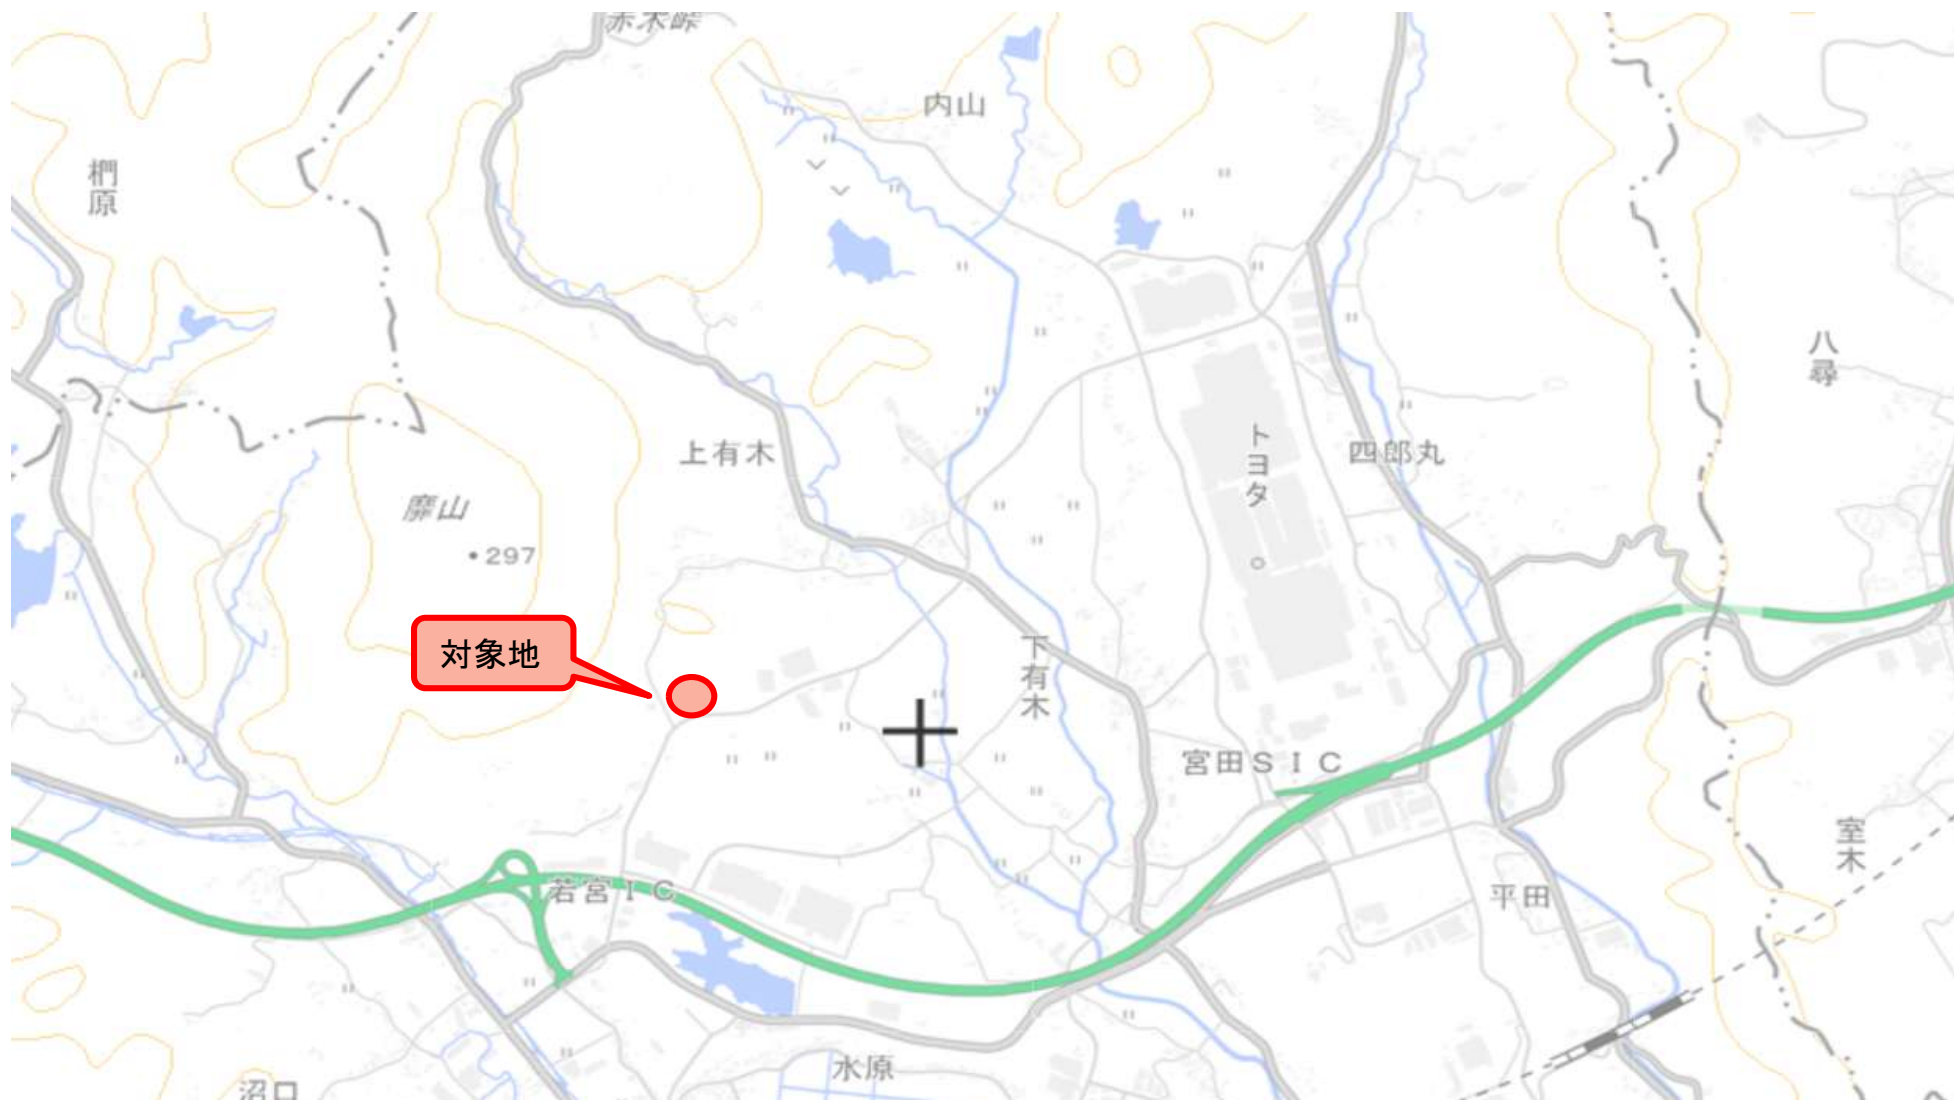 赤木峠
内山
椚原
八尋
トヨタ。
上有木
四郎丸
靡山
297
対象地
下有木
宮田SIC
室木
若宮IC
平田
水原
沼口